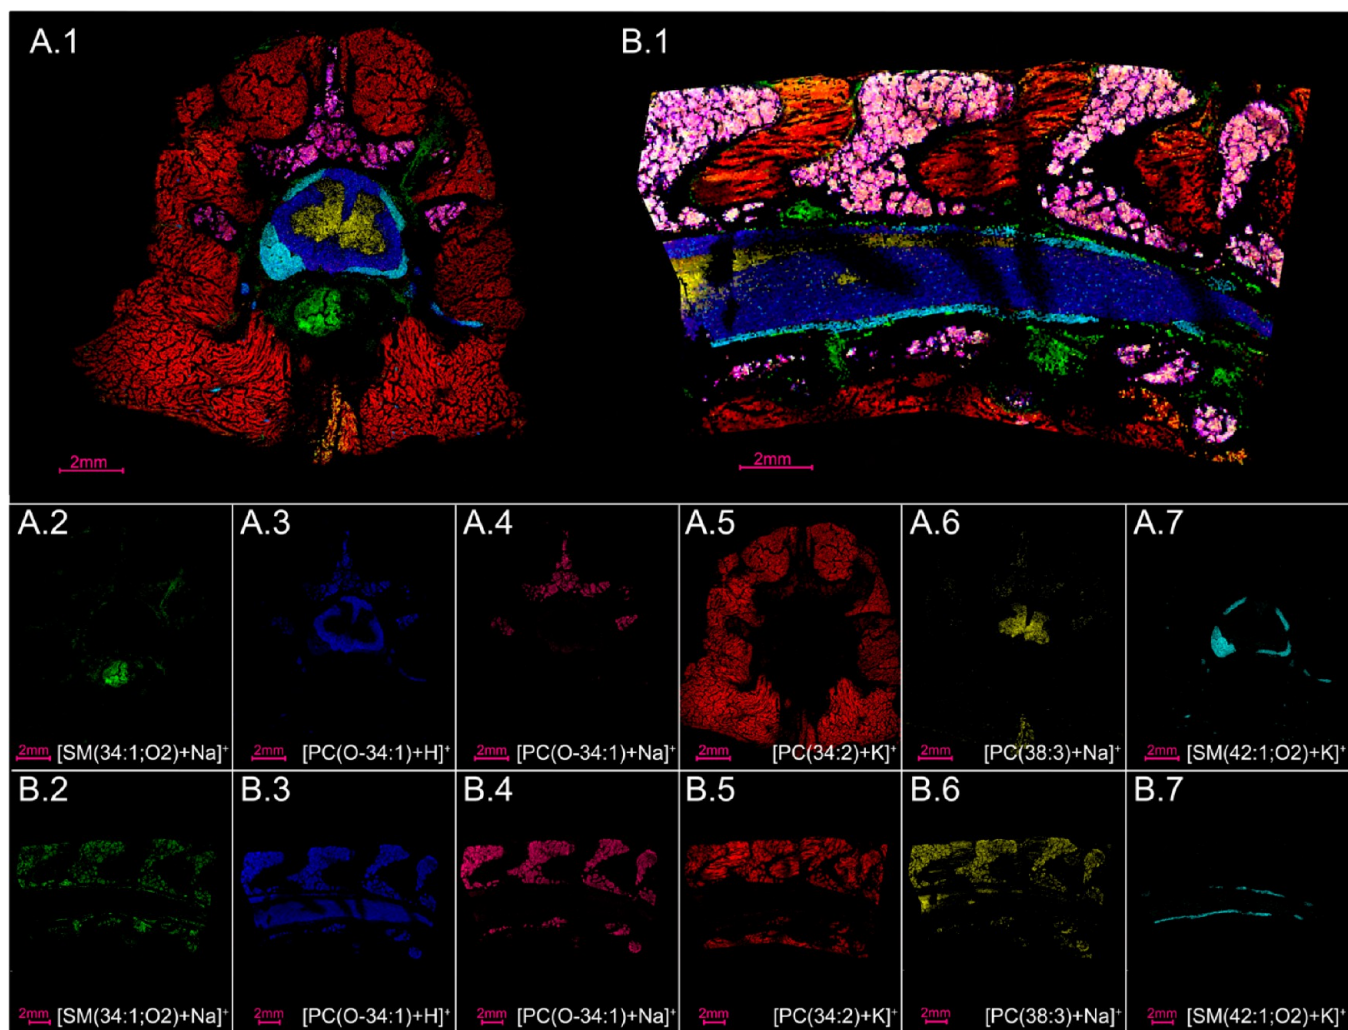 A.1
B.1
2mm
2mm
A.2
A.3
A.4
A.5
A.6
A.7
2mm [SM(34:1;O2)+Na]⁺
2mm [PC(O-34:1)+H]⁺
2mm [PC(O-34:1)+Na]⁺
2mm [PC(34:2)+K]⁺
2mm [PC(38:3)+Na]⁺
2mm [SM(42:1;O2)+K]⁺
B.2
B.3
B.4
B.5
B.6
B.7
2mm [SM(34:1;O2)+Na]⁺
2mm [PC(O-34:1)+H]⁺
2mm [PC(O-34:1)+Na]⁺
2mm [PC(34:2)+K]⁺
2mm [PC(38:3)+Na]⁺
2mm [SM(42:1;O2)+K]⁺